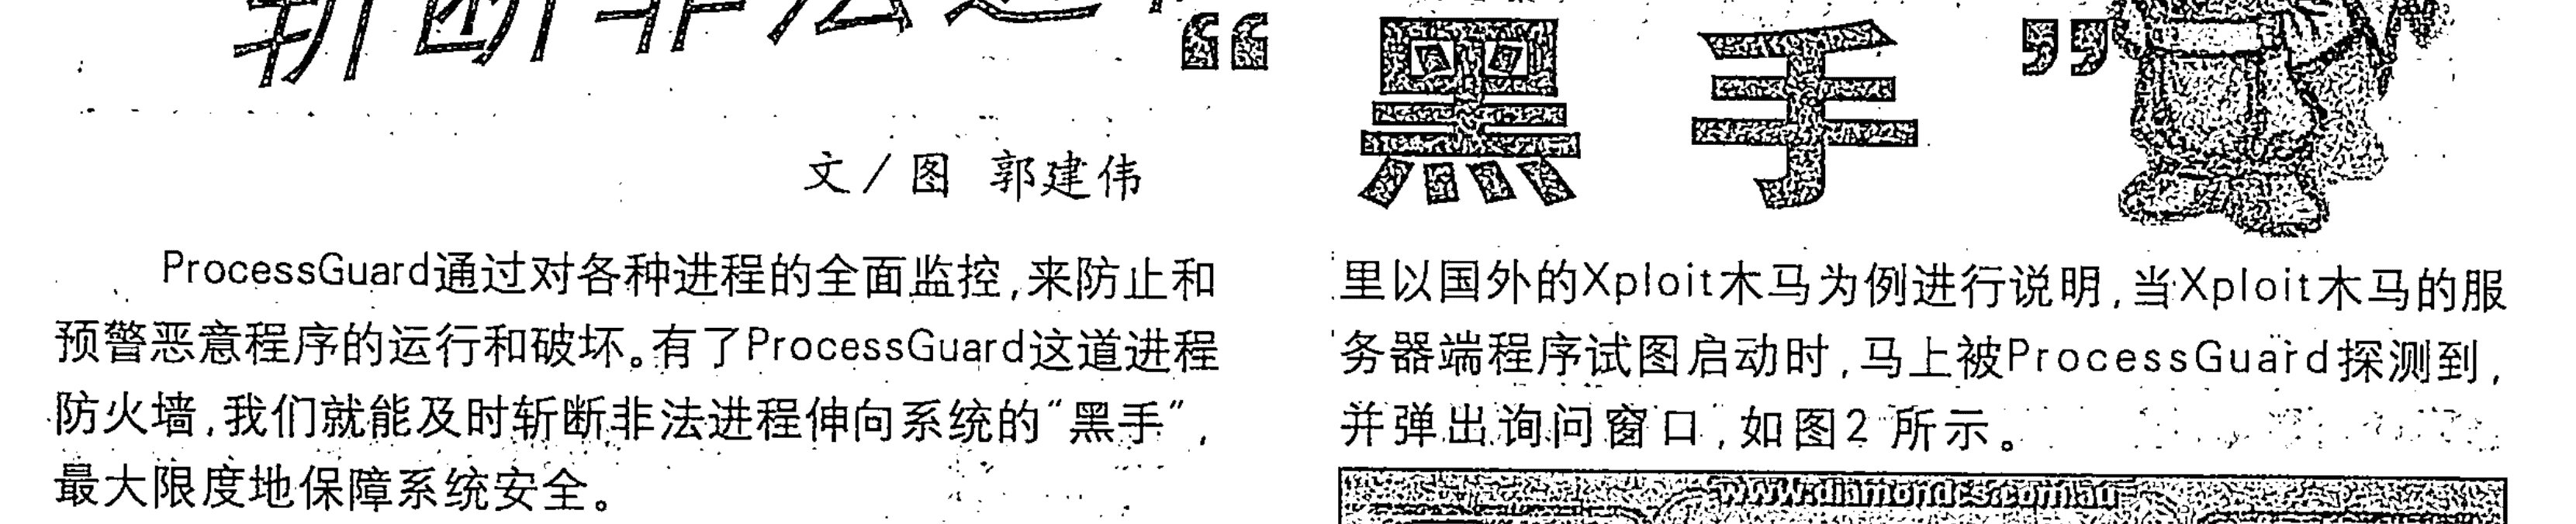 斩断非法进程
“黑手”
文/图 郭建伟
ProcessGuard通过对各种进程的全面监控,来防止和
预警恶意程序的运行和破坏。有了ProcessGuard这道进程
防火墙,我们就能及时斩断非法进程伸向系统的“黑手”,
最大限度地保障系统安全。
里以国外的Xploit木马为例进行说明,当Xploit木马的服
务器端程序试图启动时,马上被ProcessGuard探测到,
并弹出询问窗口,如图2 所示。
www.diamondcs.com.au